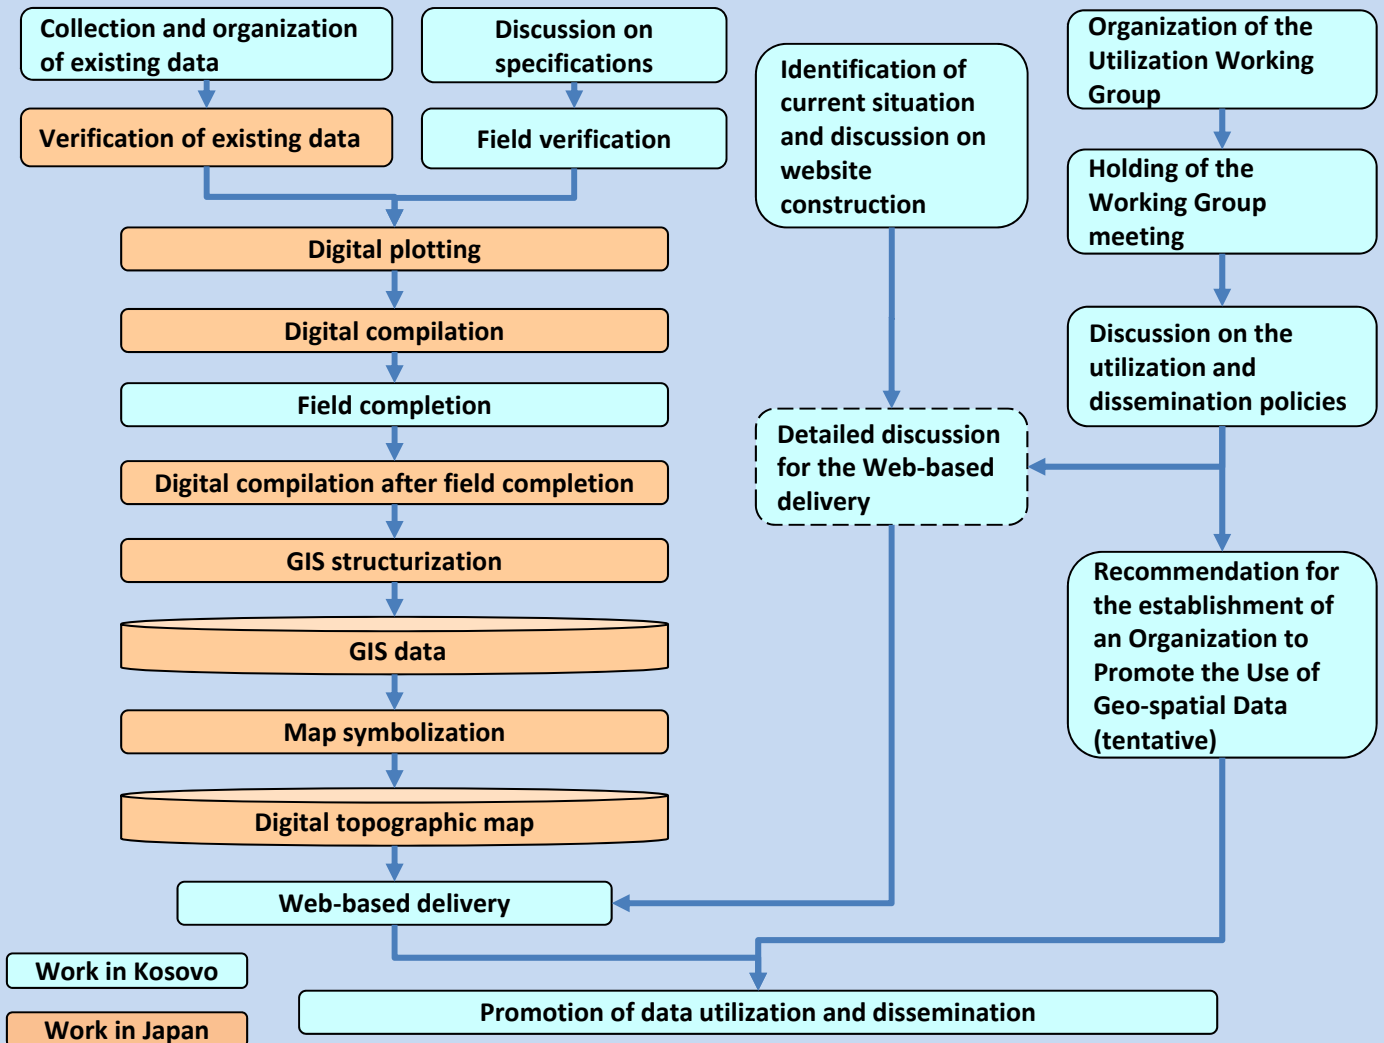 Collection and organization
of existing data
Discussion on
specifications
Verification of existing data
Field verification
Digital plotting
Digital compilation
Field completion
Digital compilation after field completion
GIS structurization
GIS data
Map symbolization
Digital topographic map
Web-based delivery
Identification of
current situation
and discussion on
website
construction
Detailed discussion
for the Web-based
delivery
Organization of the
Utilization Working
Group
Holding of the
Working Group
meeting
Discussion on the
utilization and
dissemination policies
Recommendation for
the establishment of
an Organization to
Promote the Use of
Geo-spatial Data
(tentative)
Promotion of data utilization and dissemination
Work in Kosovo
Work in Japan